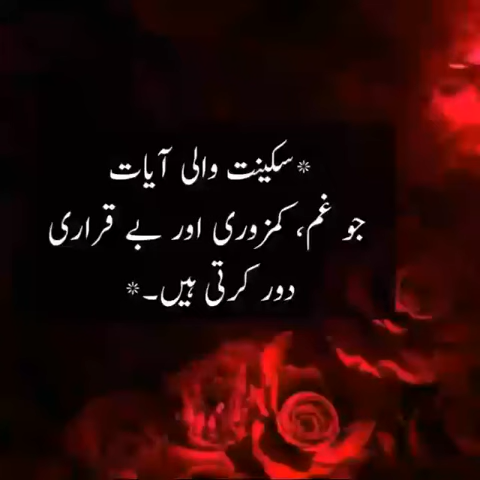 *سکینت والی آیات
جو غم، کمزوری اور بے قراری
دور کرتی ہیں۔*